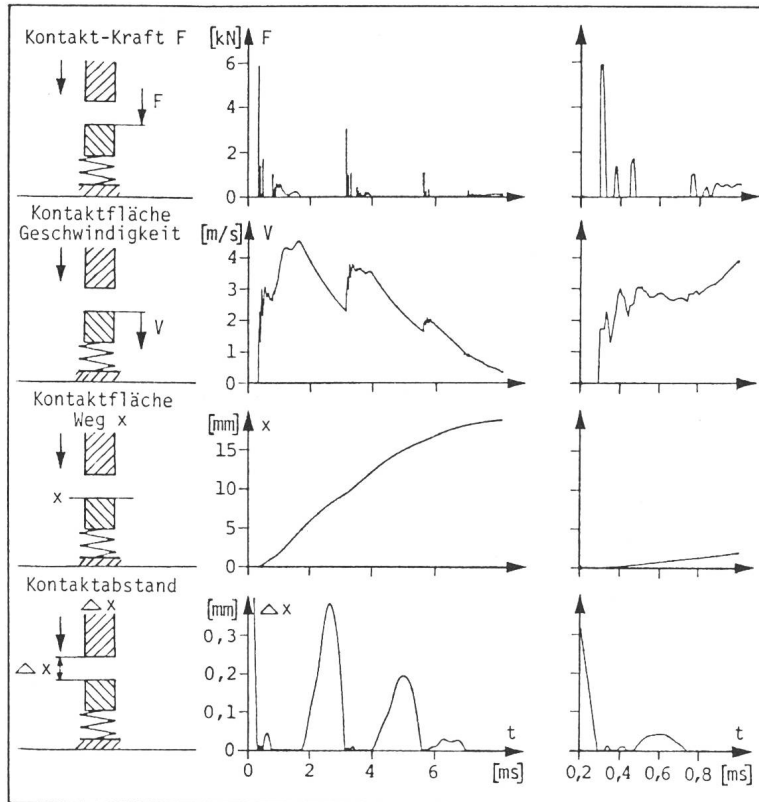 Kontakt-Kraft F [kN] F
6
4
2
0
F
Kontaktfläche
Geschwindigkeit [m/s] V
4
3
2
1
0
V
Kontaktfläche
Weg x [mm] x
15
10
5
0
x
Kontaktabstand
△ x [mm] △ x
0,3
0,2
0,1
0
△ x
t t
0 2 4 6 [ms] 0,2 0,4 0,6 0,8 [ms]